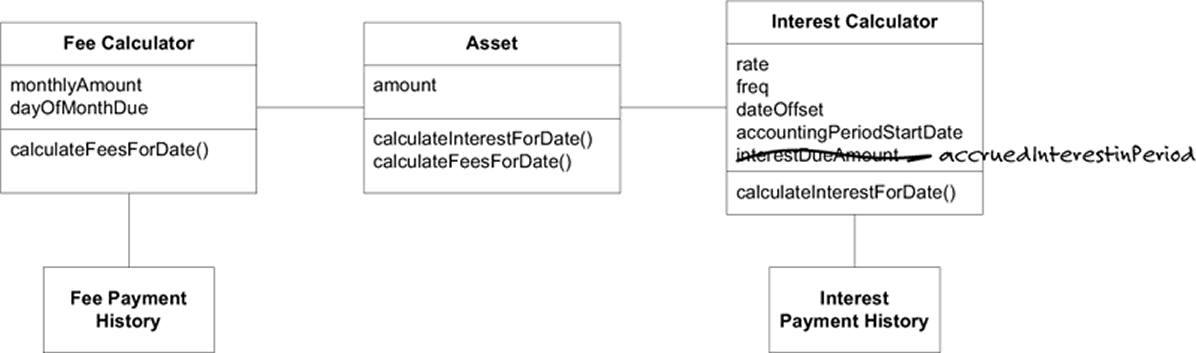 Fee Calculator
monthlyAmount
dayOfMonthDue
calculateFeesForDate()
Fee Payment
History
Asset
amount
calculateInterestForDate()
calculateFeesForDate()
Interest Calculator
rate
freq
dateOffset
accountingPeriodStartDate
interestDueAmount accruedInterestinPeriod
calculateInterestForDate()
Interest
Payment History